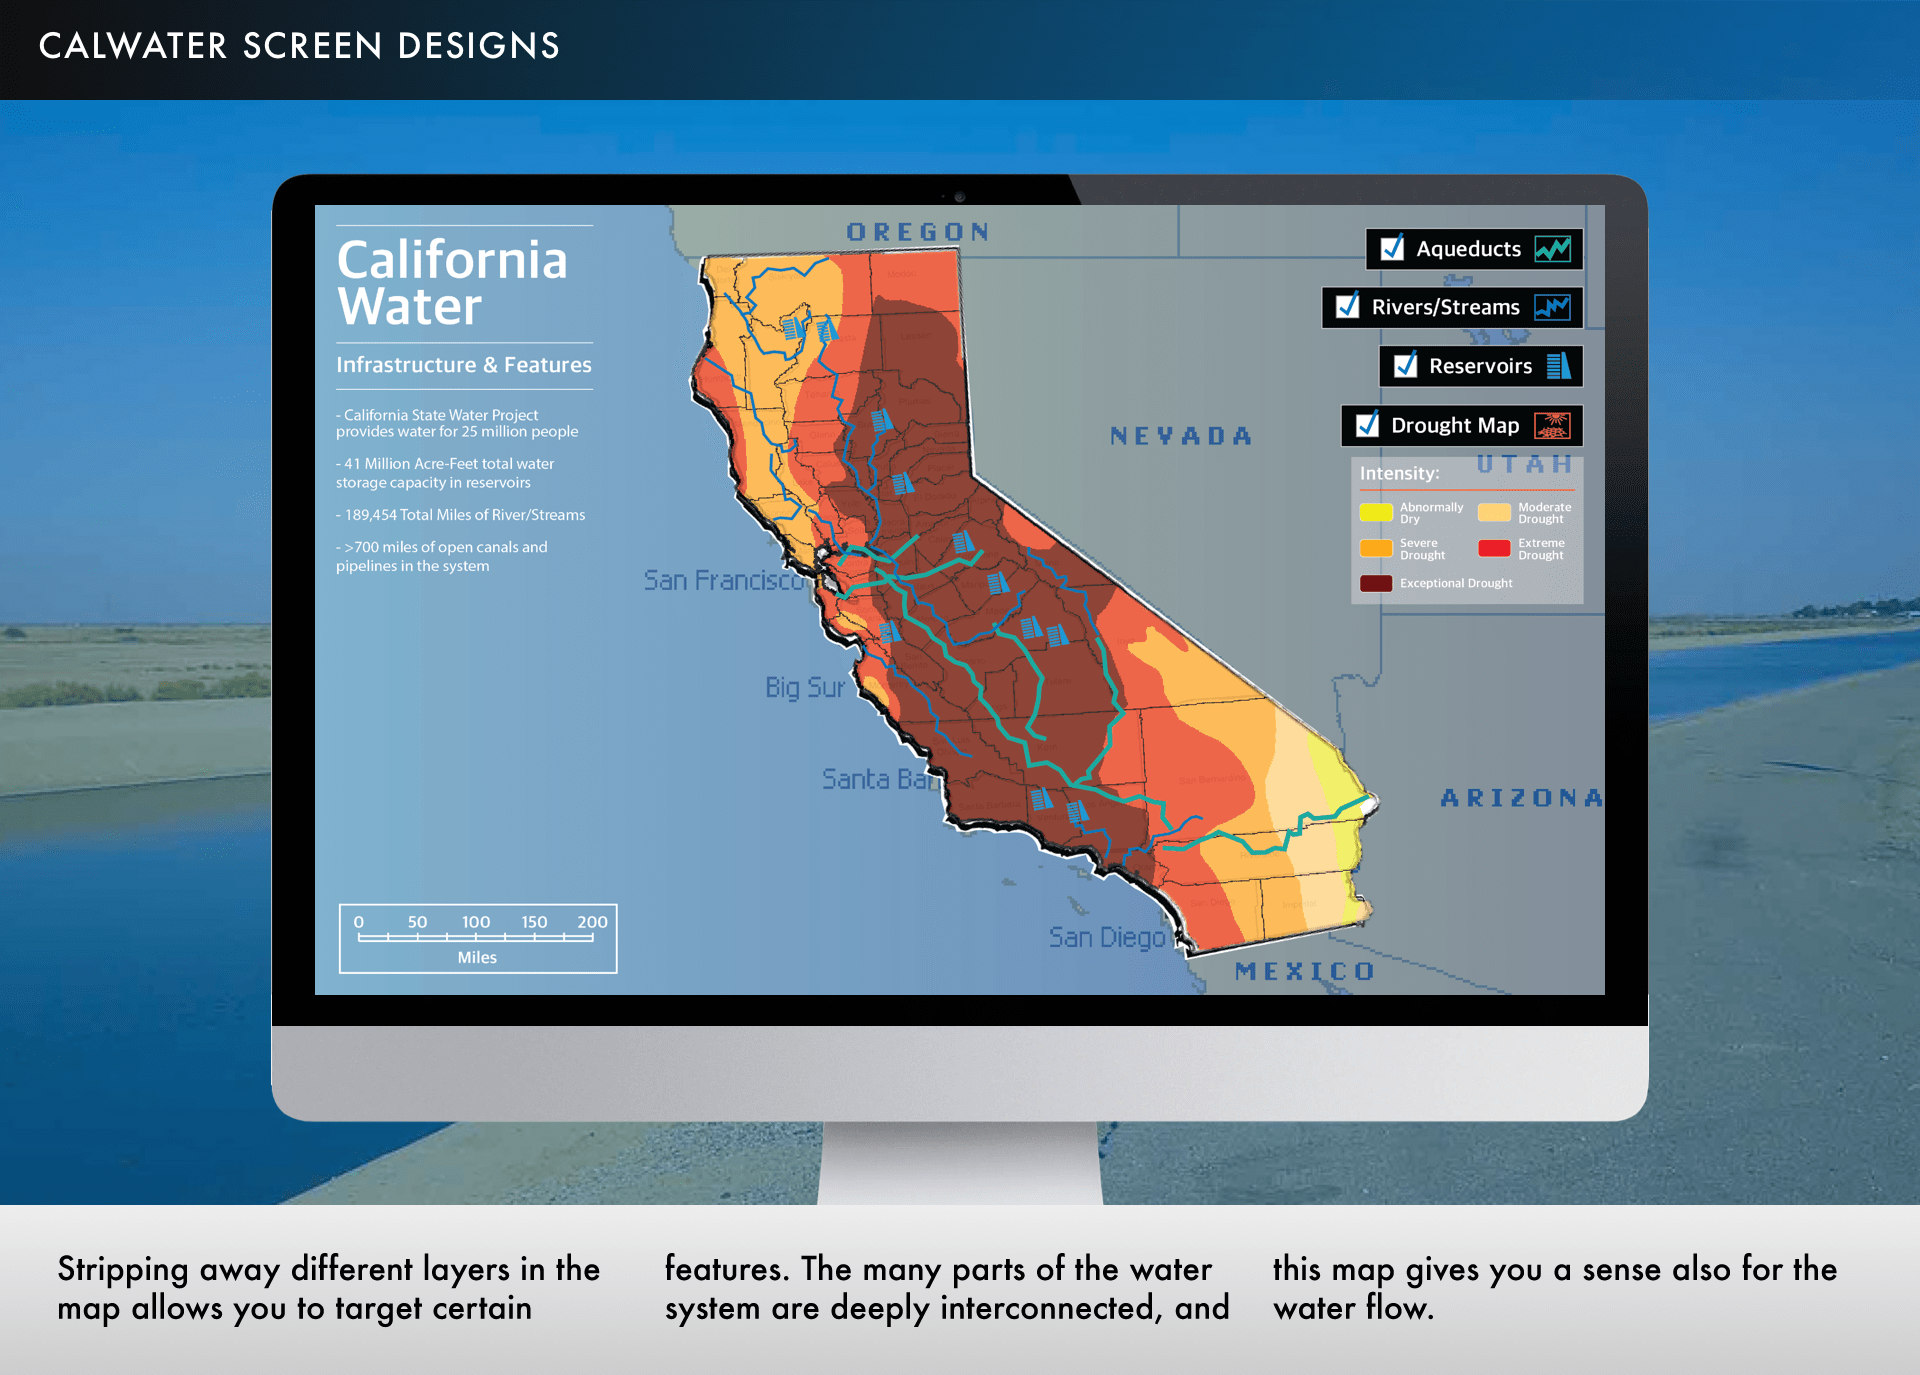 CALWATER SCREEN DESIGNS
California
Water
Infrastructure & Features
- California State Water Project
provides water for 25 million people
- 41 Million Acre-Feet total water
storage capacity in reservoirs
- 189,454 Total Miles of River/Streams
- >700 miles of open canals and
pipelines in the system
0 50 100 150 200
Miles
OREGON
NEVADA
UTAH
ARIZONA
MEXICO
San Francisco
Big Sur
Santa Bar
San Diego
Aqueducts
Rivers/Streams
Reservoirs
Drought Map
Intensity:
Abnormally
Dry
Moderate
Drought
Severe
Drought
Extreme
Drought
Exceptional Drought
San Bernardino
San Diego
Imperial
Stripping away different layers in the
map allows you to target certain
features. The many parts of the water
system are deeply interconnected, and
this map gives you a sense also for the
water flow.